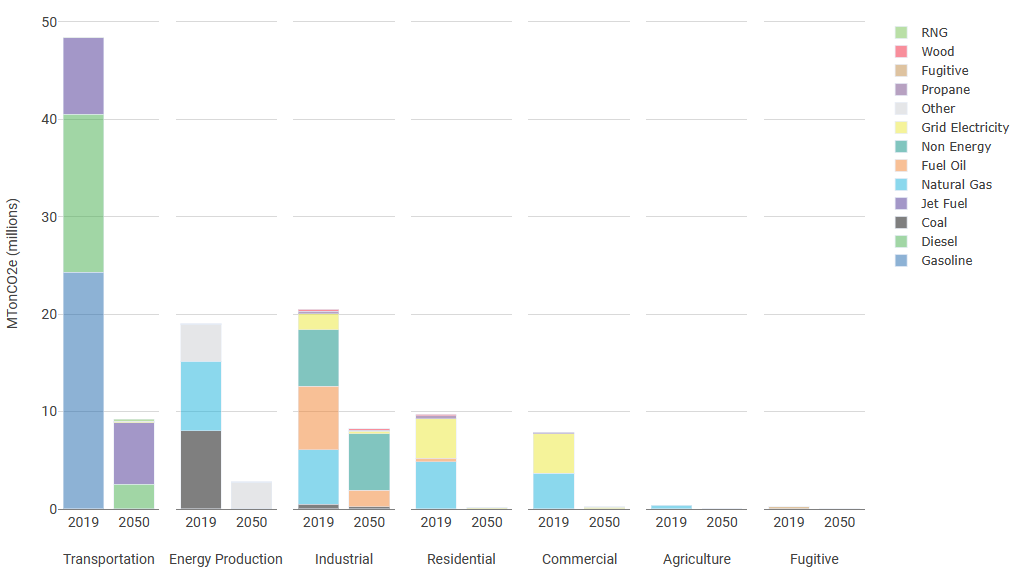 50
40
30
20
10
0
MTonCO2e (millions)
2019 2050 2019 2050 2019 2050 2019 2050 2019 2050 2019 2050 2019 2050
Transportation Energy Production Industrial Residential Commercial Agriculture Fugitive
RNG
Wood
Fugitive
Propane
Other
Grid Electricity
Non Energy
Fuel Oil
Natural Gas
Jet Fuel
Coal
Diesel
Gasoline